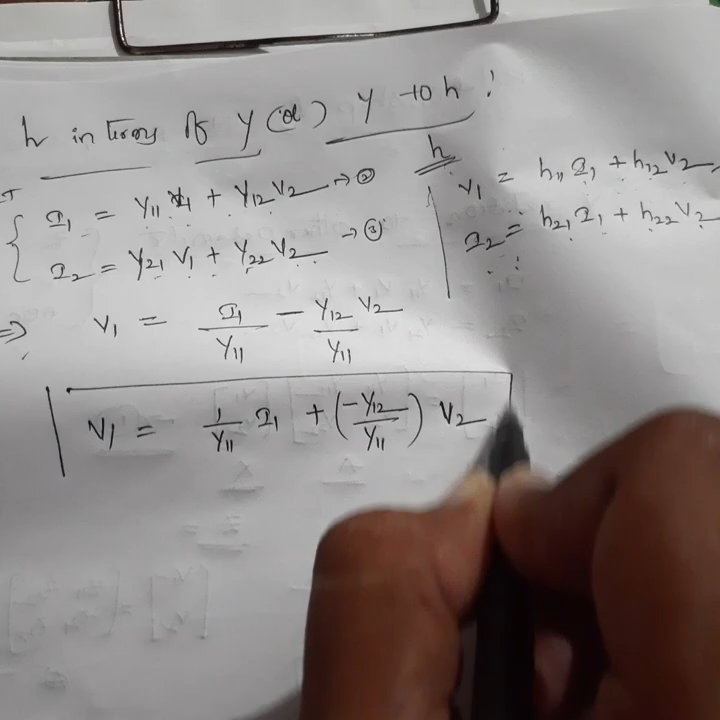 h in terms of Y (or) Y to h :
I1 = Y11 V1 + Y12 V2 → ②
I2 = Y21 V1 + Y22 V2 → ③
h
V1 = h11 I1 + h12 V2
I2 = h21 I1 + h22 V2
⇒ V1 = I1/Y11 - Y12 V2/Y11
V1 = 1/Y11 I1 + (-Y12/Y11) V2